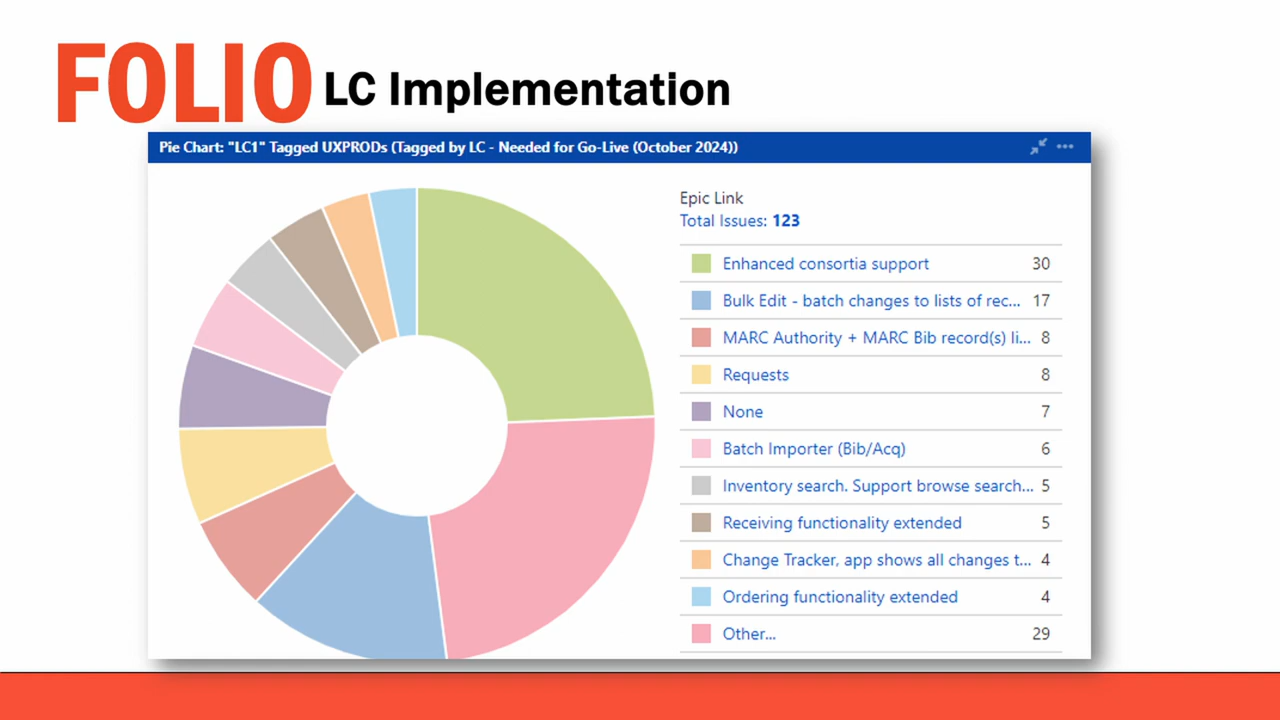 FOLIO LC Implementation
Pie Chart: "LC1" Tagged UXPRODs (Tagged by LC - Needed for Go-Live (October 2024))
Epic Link
Total Issues: 123
Enhanced consortia support 30
Bulk Edit - batch changes to lists of rec... 17
MARC Authority + MARC Bib record(s) li... 8
Requests 8
None 7
Batch Importer (Bib/Acq) 6
Inventory search. Support browse search... 5
Receiving functionality extended 5
Change Tracker, app shows all changes t... 4
Ordering functionality extended 4
Other... 29